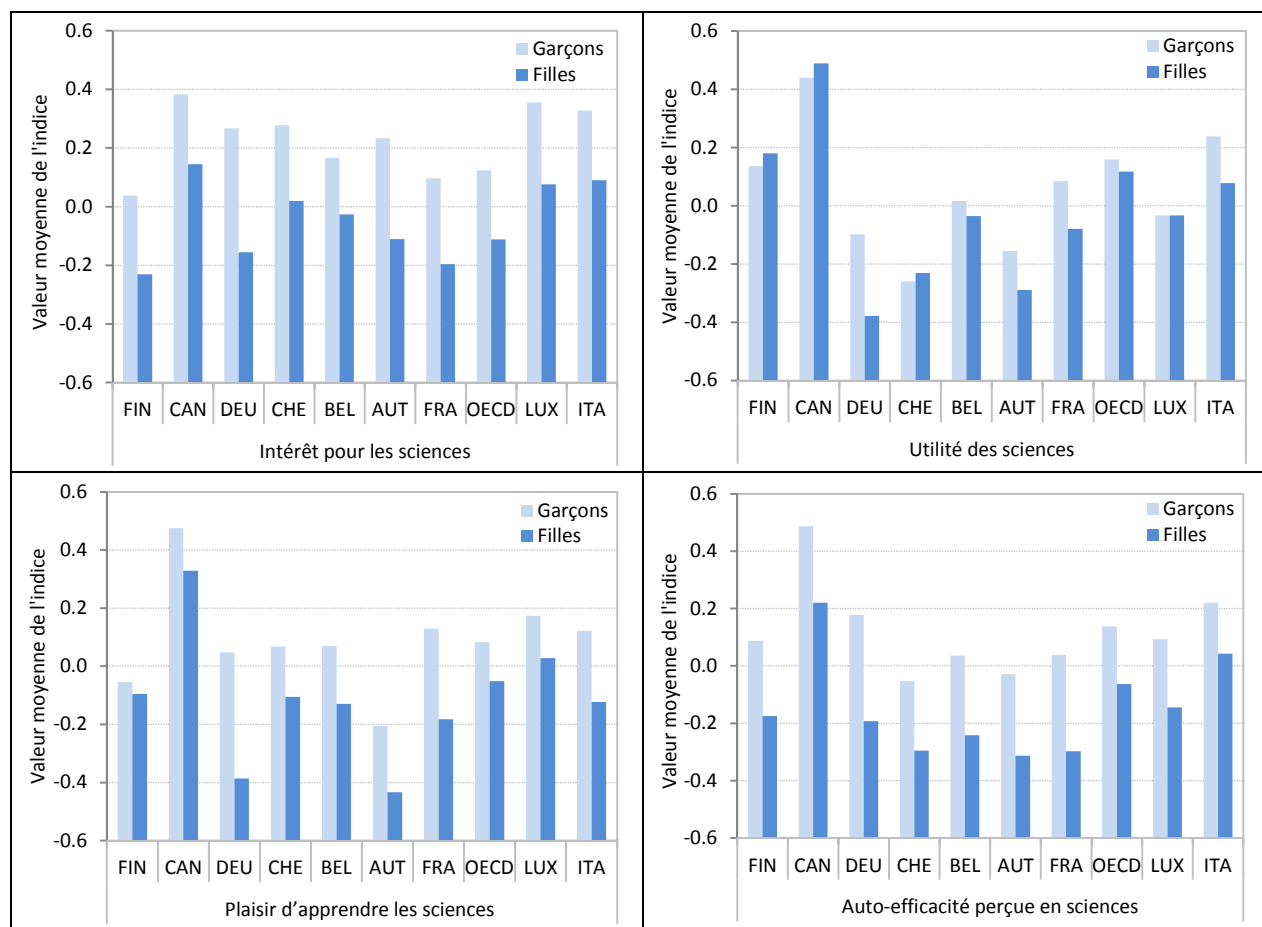 Valeur moyenne de l'indice
0.6
0.4
0.2
0.0
-0.2
-0.4
-0.6
Garçons
Filles
FIN CAN DEU CHE BEL AUT FRA OECD LUX ITA
Intérêt pour les sciences
Valeur moyenne de l'indice
0.6
0.4
0.2
0.0
-0.2
-0.4
-0.6
Garçons
Filles
FIN CAN DEU CHE BEL AUT FRA OECD LUX ITA
Utilité des sciences
Valeur moyenne de l'indice
0.6
0.4
0.2
0.0
-0.2
-0.4
-0.6
Garçons
Filles
FIN CAN DEU CHE BEL AUT FRA OECD LUX ITA
Plaisir d’apprendre les sciences
Valeur moyenne de l'indice
0.6
0.4
0.2
0.0
-0.2
-0.4
-0.6
Garçons
Filles
FIN CAN DEU CHE BEL AUT FRA OECD LUX ITA
Auto-efficacité perçue en sciences